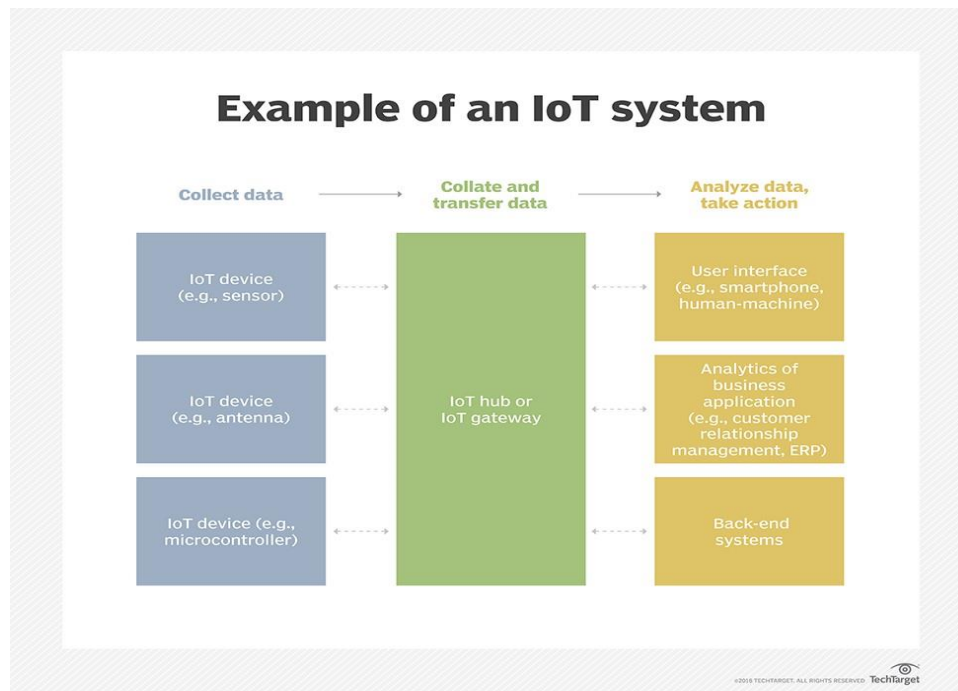 Example of an IoT system
Collect data
Collate and
transfer data
Analyze data,
take action
IoT device
(e.g., sensor)
IoT device
(e.g., antenna)
IoT device (e.g.,
microcontroller)
IoT hub or
IoT gateway
User interface
(e.g., smartphone,
human-machine)
Analytics of
business
application
(e.g., customer
relationship
management, ERP)
Back-end
systems
©2018 TECHTARGET. ALL RIGHTS RESERVED
TechTarget